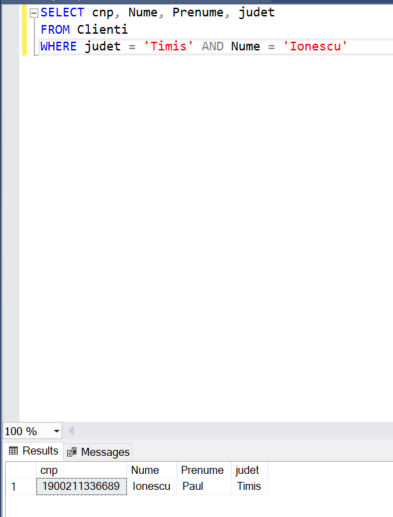 SELECT cnp, Nume, Prenume, judet
FROM Clienti
WHERE judet = 'Timis' AND Nume = 'Ionescu'
100 %
Results Messages
cnp Nume Prenume judet
1 1900211336689 Ionescu Paul Timis